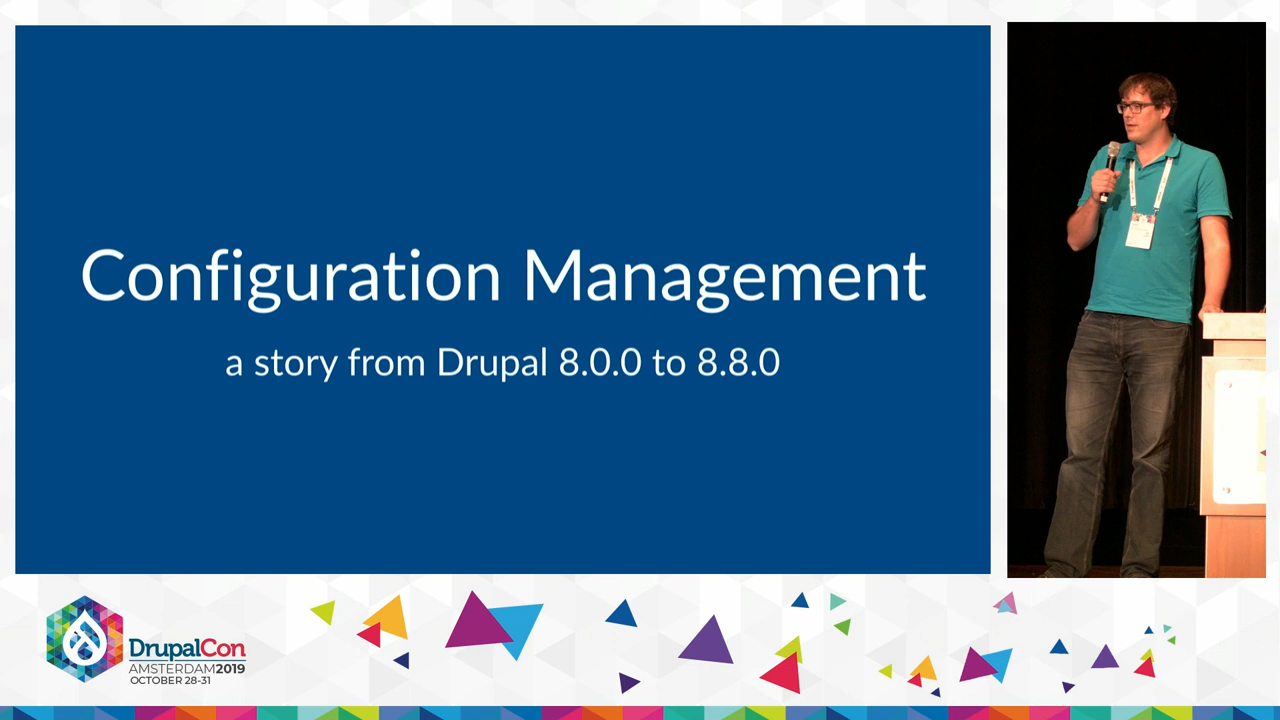 Configuration Management
a story from Drupal 8.0.0 to 8.8.0
DrupalCon
AMSTERDAM2019
OCTOBER 28-31